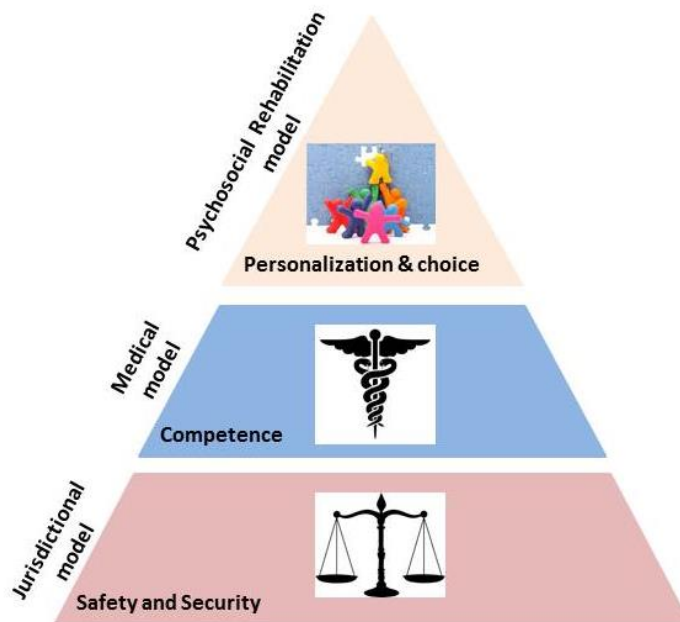 Psychosocial Rehabilitation
model
Personalization & choice
Medical
model
Competence
Jurisdictional
model
Safety and Security